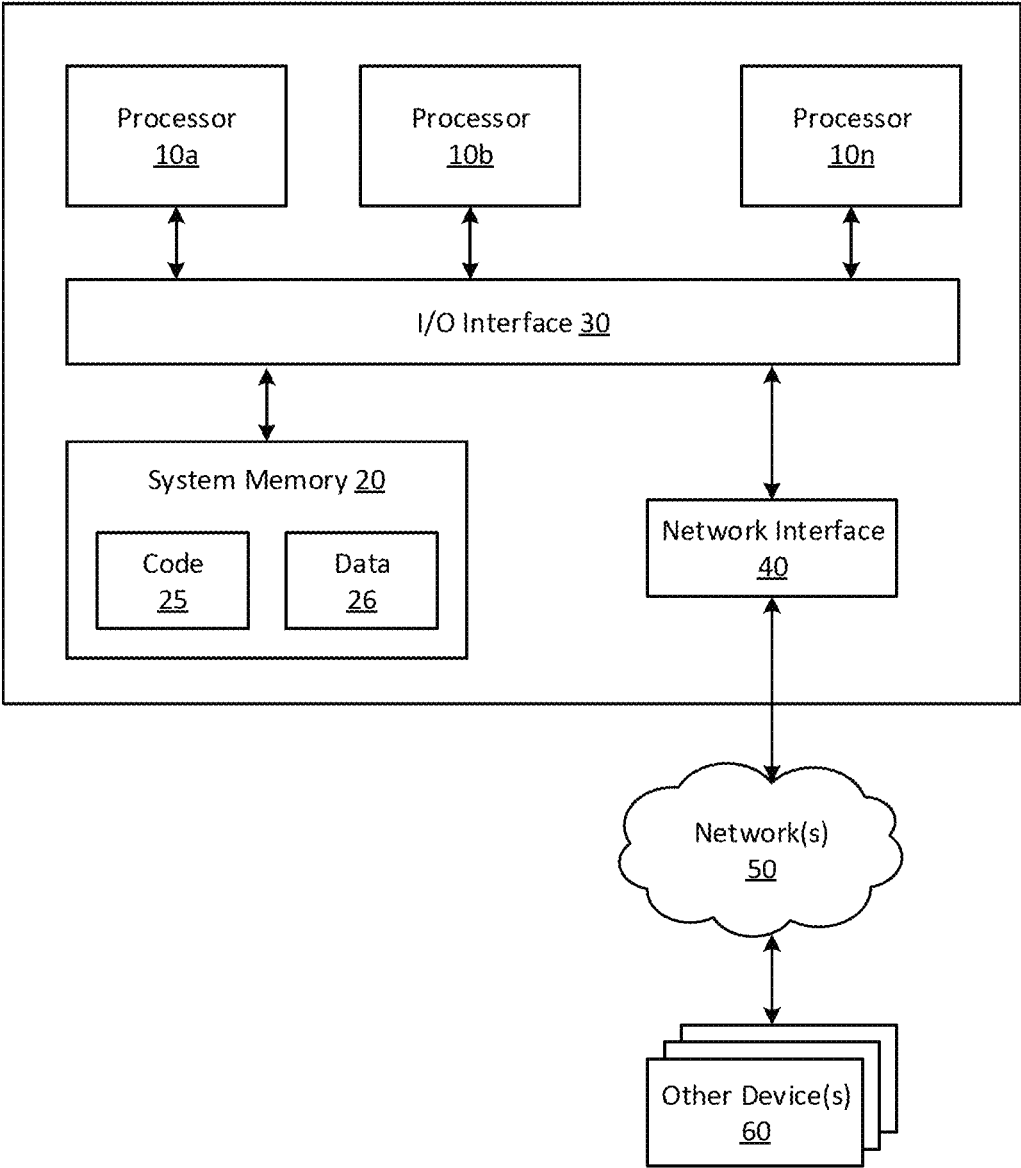 Processor
10a
Processor
10b
Processor
10n
I/O Interface 30
System Memory 20
Code
25
Data
26
Network Interface
40
Network(s)
50
Other Device(s)
60